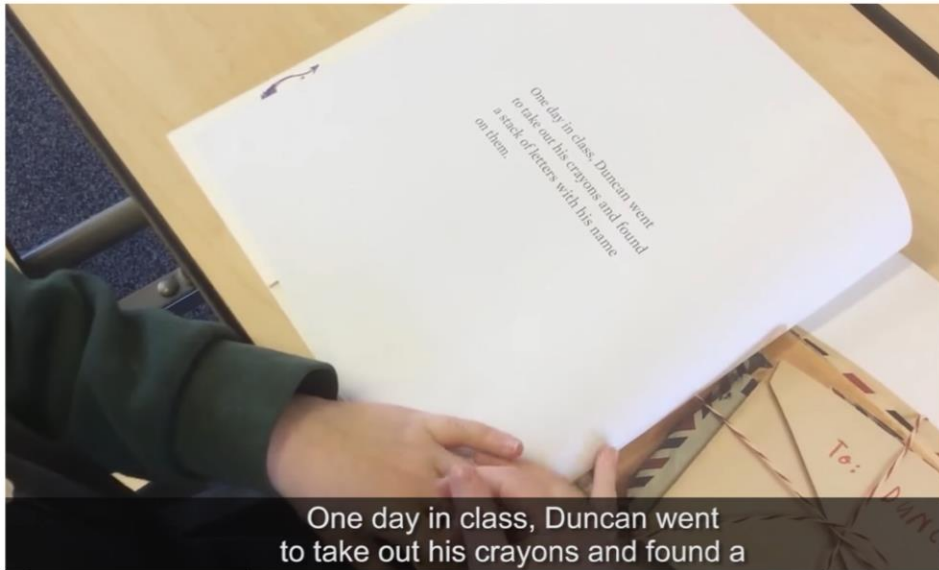 One day in class, Duncan went
to take out his crayons and found
a stack of letters with his name
on them.
To:
One day in class, Duncan went
to take out his crayons and found a